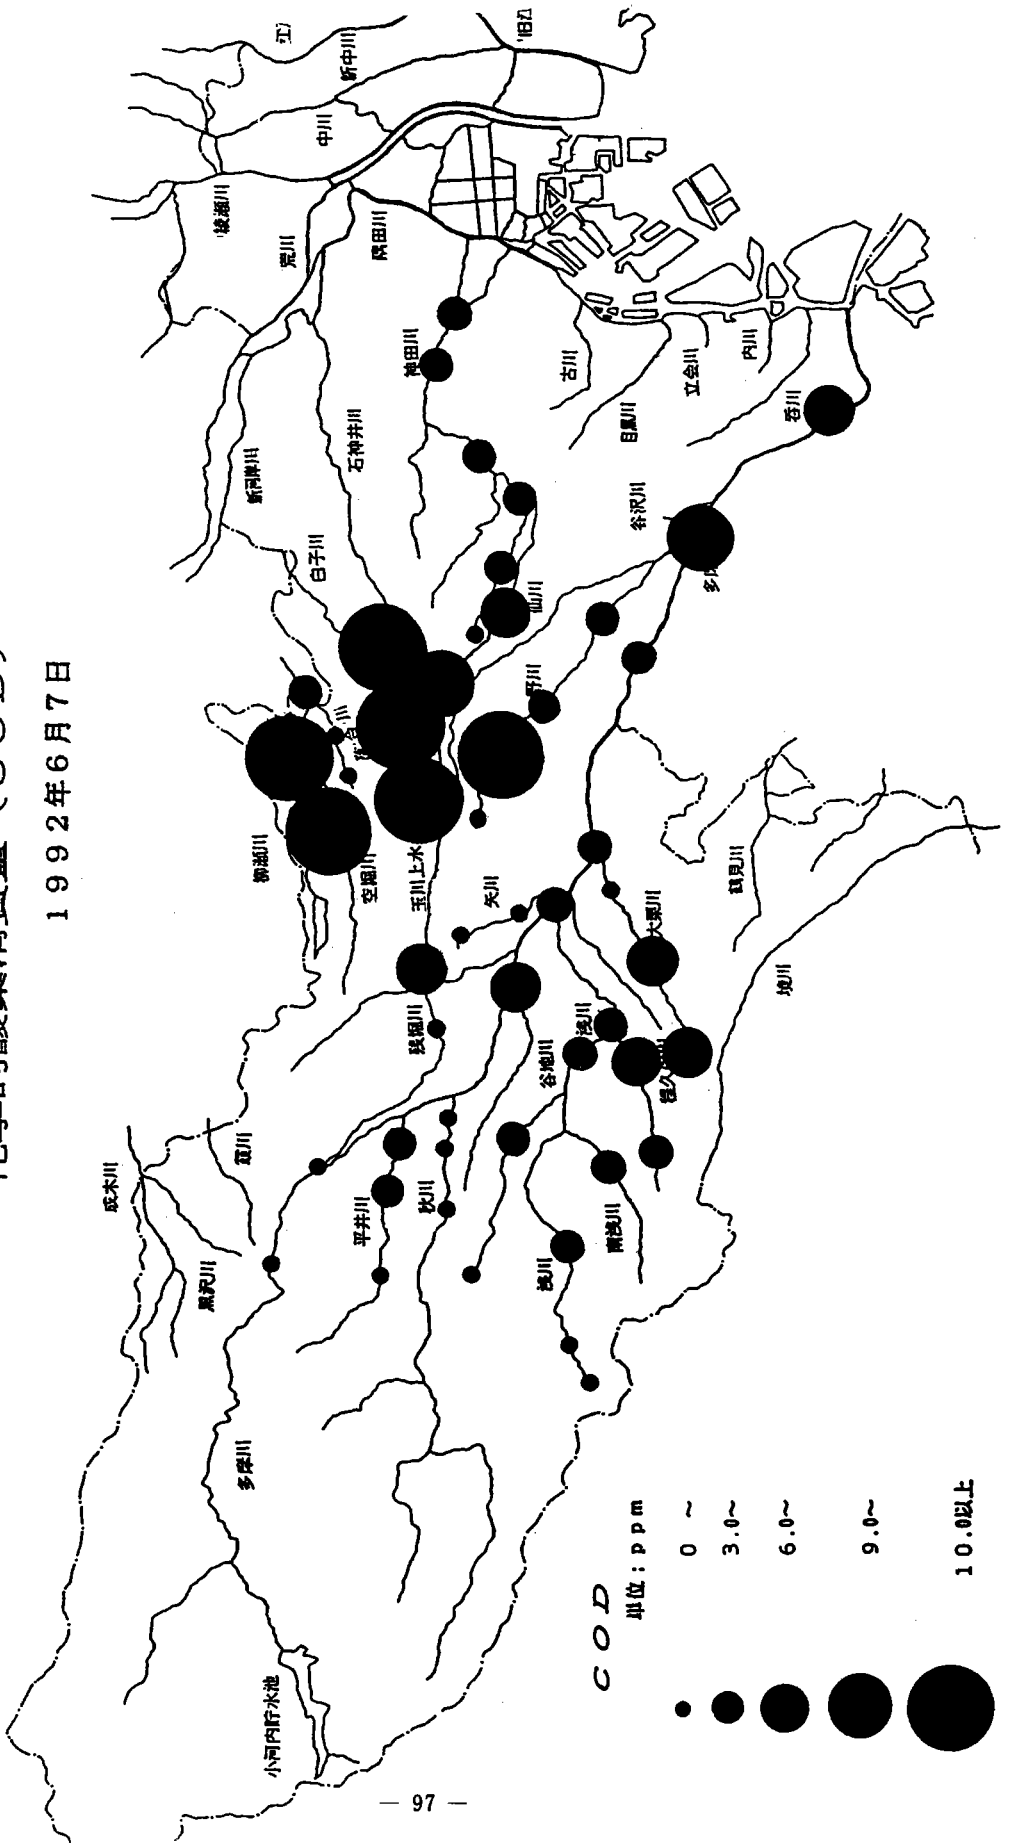 1992年6月7日
新中川
中川
綾瀬川
荒川
隅田川
神田川
古川
目黒川
立会川
内川
呑川
谷沢川
石神井川
新河岸川
白子川
仙川
野川
柳瀬川
空堀川
玉川上水
矢川
大栗川
鶴見川
境川
残堀川
谷地川
浅川
成木川
黒沢川
平井川
秋川
南浅川
浅川
多摩川
小河内貯水池
COD
単位;ppm
0 ~
3.0~
6.0~
9.0~
10.0以上
— 97 —